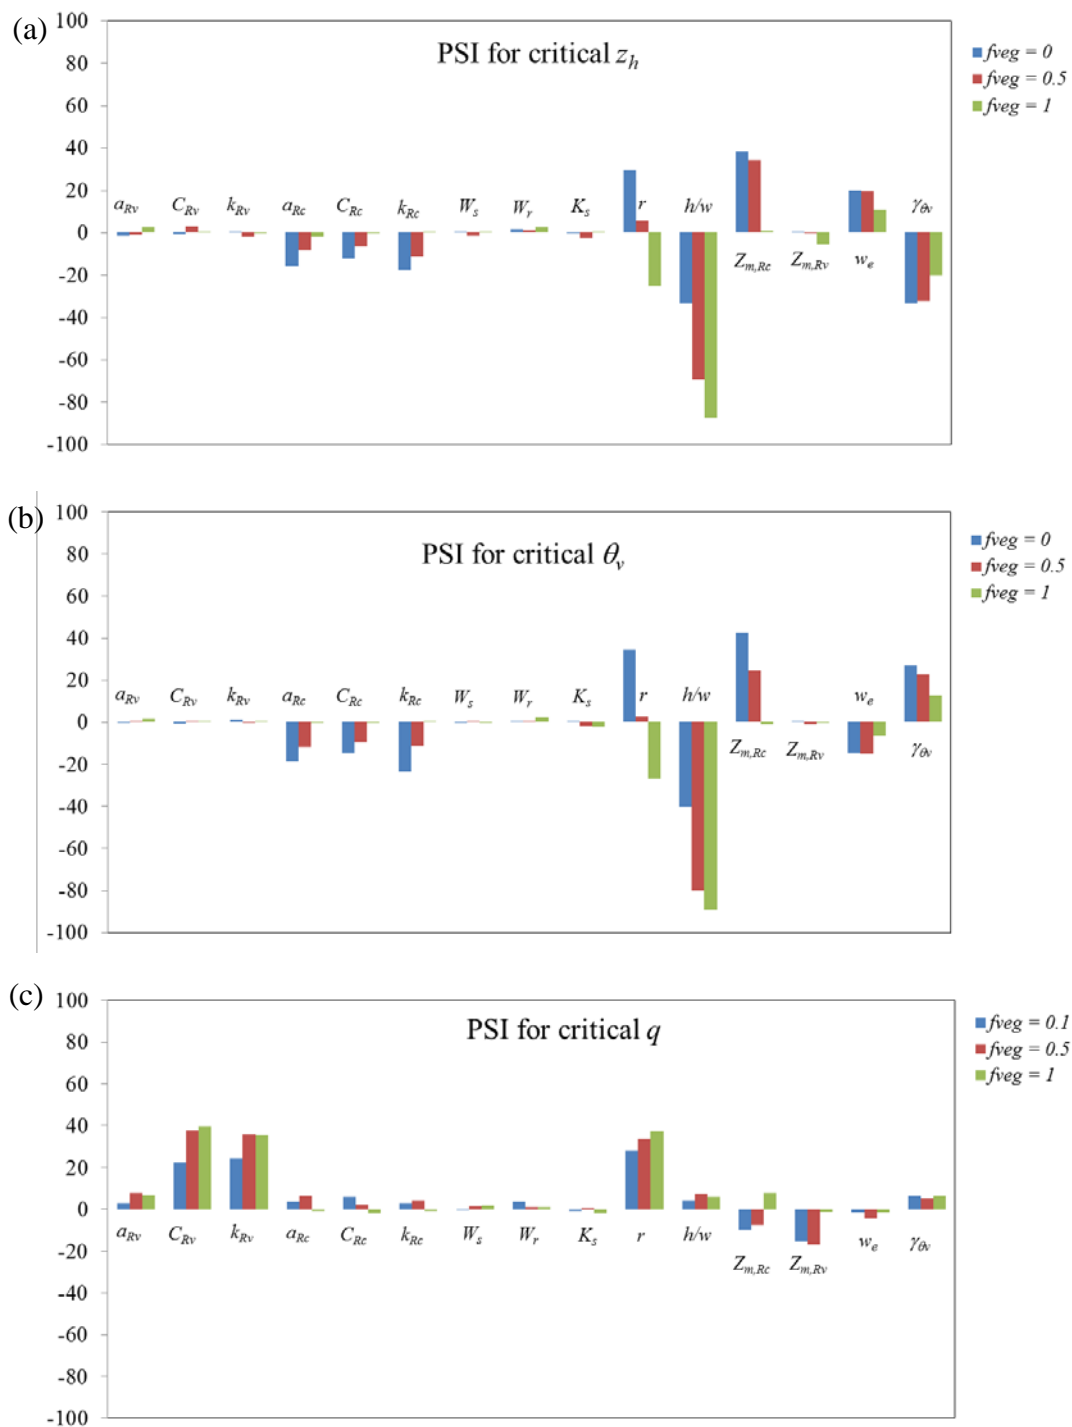 (a)
PSI for critical z_h
100
80
60
40
20
0
-20
-40
-60
-80
-100
a_Rv C_Rv k_Rv a_Rc C_Rc k_Rc W_s W_r K_s r h/w
Z_m,Rc Z_m,Rv w_e γ_θv
fveg = 0
fveg = 0.5
fveg = 1
(b)
PSI for critical θ_v
100
80
60
40
20
0
-20
-40
-60
-80
-100
a_Rv C_Rv k_Rv a_Rc C_Rc k_Rc W_s W_r K_s r h/w w_e
Z_m,Rc Z_m,Rv γ_θv
fveg = 0
fveg = 0.5
fveg = 1
(c)
PSI for critical q
100
80
60
40
20
0
-20
-40
-60
-80
-100
a_Rv C_Rv k_Rv a_Rc C_Rc k_Rc W_s W_r K_s r h/w w_e γ_θv
Z_m,Rc Z_m,Rv
fveg = 0.1
fveg = 0.5
fveg = 1